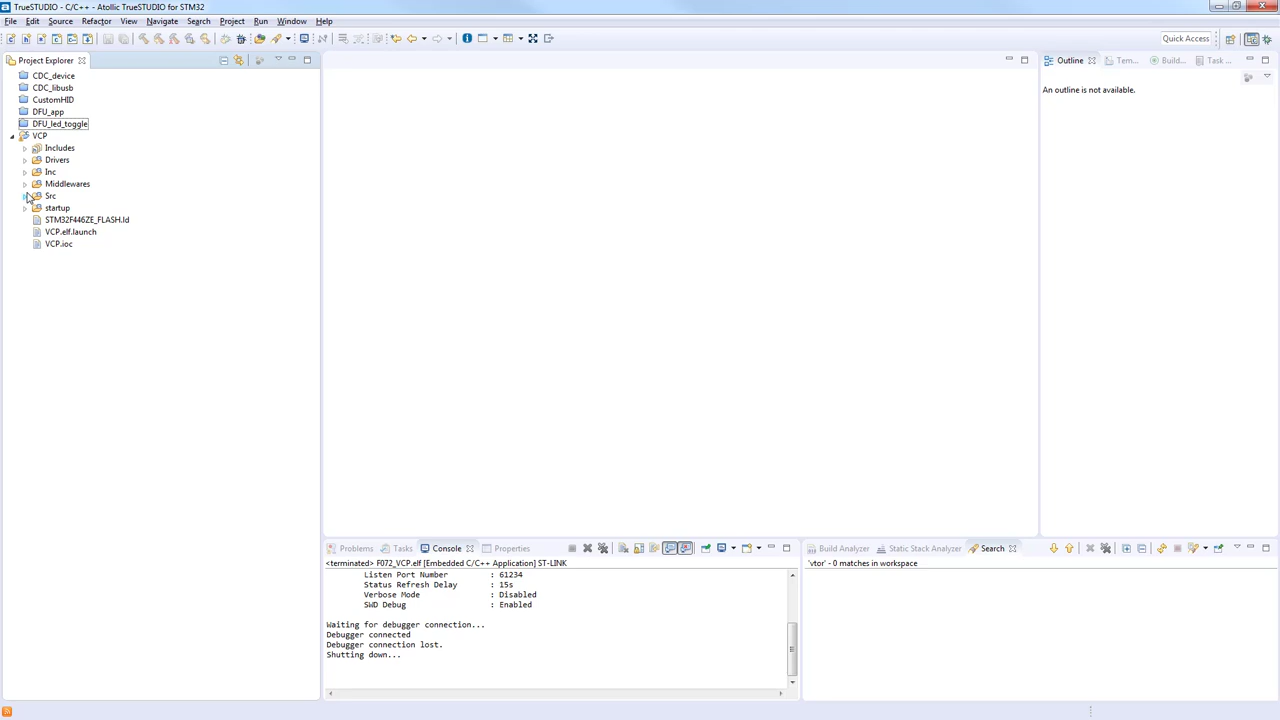 TrueSTUDIO - C/C++ - Atollic TrueSTUDIO for STM32
File Edit Source Refactor View Navigate Search Project Run Window Help
Quick Access
Project Explorer
CDC_device
CDC_libusb
CustomHID
DFU_app
DFU_led_toggle
VCP
Includes
Drivers
Inc
Middlewares
Src
startup
STM32F446ZE_FLASH.ld
VCP.elf.launch
VCP.ioc
Outline Tem... Build... Task ...
An outline is not available.
Problems Tasks Console Properties
<terminated> F072_VCP.elf [Embedded C/C++ Application] ST-LINK
Listen Port Number : 61234
Status Refresh Delay : 15s
Verbose Mode : Disabled
SWD Debug : Enabled
Waiting for debugger connection...
Debugger connected
Debugger connection lost.
Shutting down...
Build Analyzer Static Stack Analyzer Search
'vtor' - 0 matches in workspace